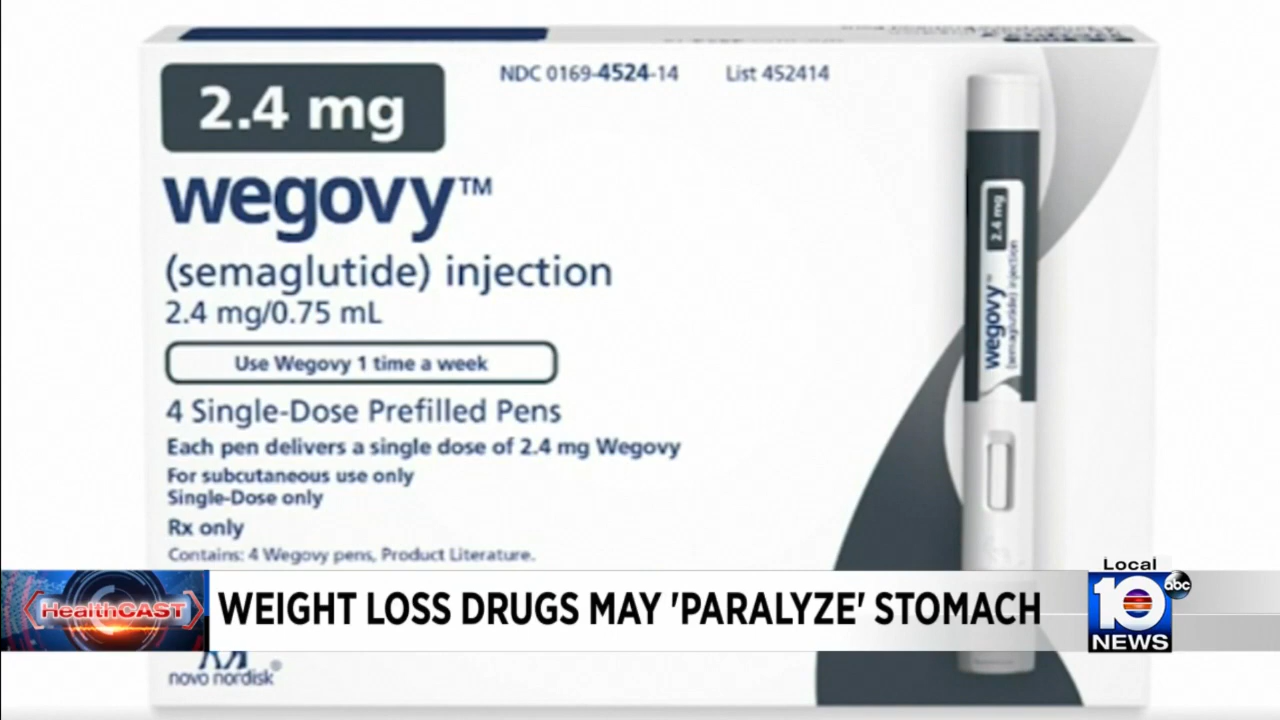 NDC 0169-4524-14 List 452414
2.4 mg
wegovy™
(semaglutide) injection
2.4 mg/0.75 mL
Use Wegovy 1 time a week
4 Single-Dose Prefilled Pens
Each pen delivers a single dose of 2.4 mg Wegovy
For subcutaneous use only
Single-Dose only
Rx only
Contains: 4 Wegovy pens, Product Literature.
2.4 mg
wegovy™
(semaglutide) injection
HealthCAST
WEIGHT LOSS DRUGS MAY 'PARALYZE' STOMACH
Local
10 abc
NEWS
novo nordisk®